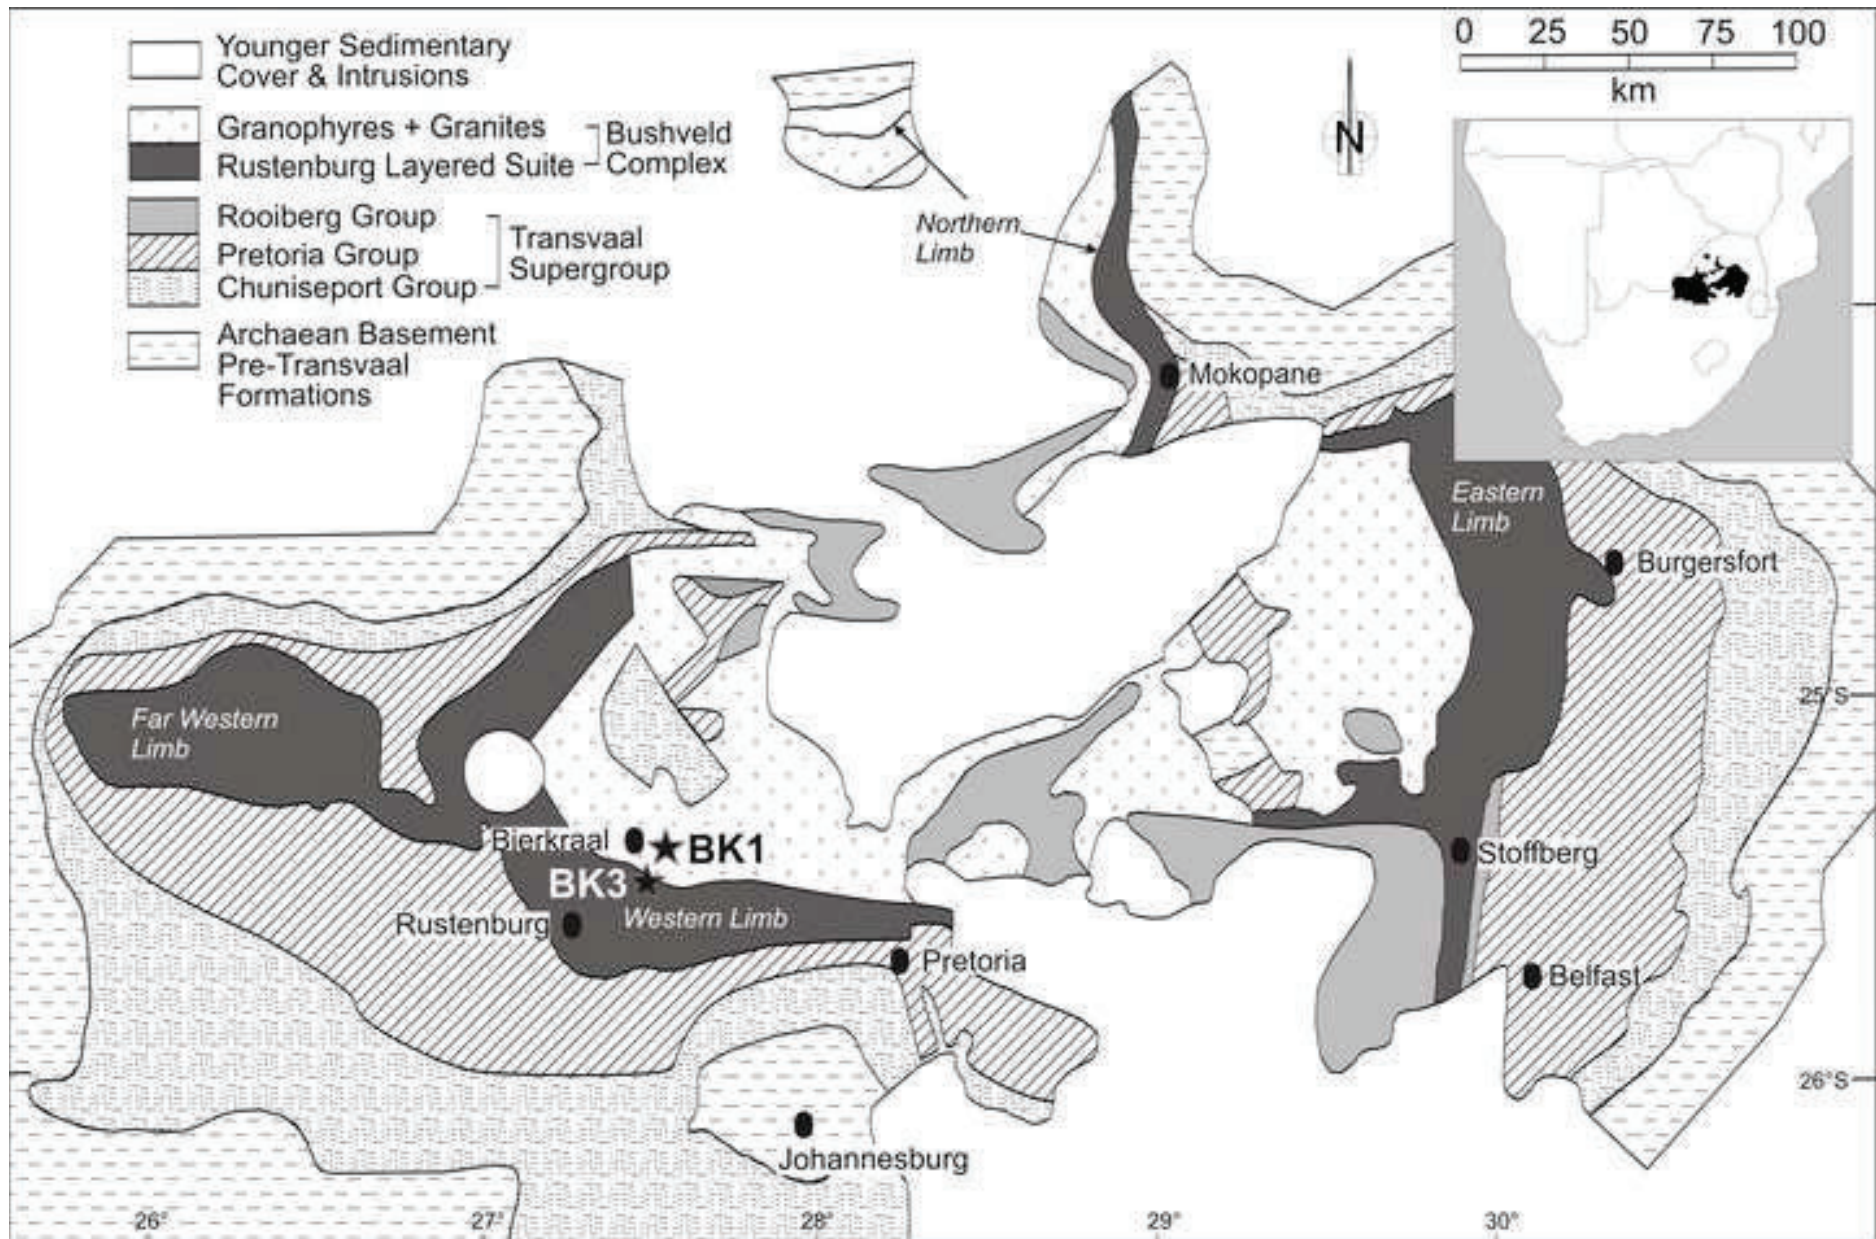 Younger Sedimentary
Cover & Intrusions
Granophyres + Granites
Rustenburg Layered Suite
Bushveld
Complex
Rooiberg Group
Pretoria Group
Chuniseport Group
Transvaal
Supergroup
Archaean Basement
Pre-Transvaal
Formations
0 25 50 75 100
km
N
Northern
Limb
Mokopane
Eastern
Limb
Burgersfort
Far Western
Limb
25°S
Bierkraal
BK1
BK3
Stoffberg
Rustenburg
Western Limb
Pretoria
Belfast
26°S
Johannesburg
26° 27° 28° 29° 30°